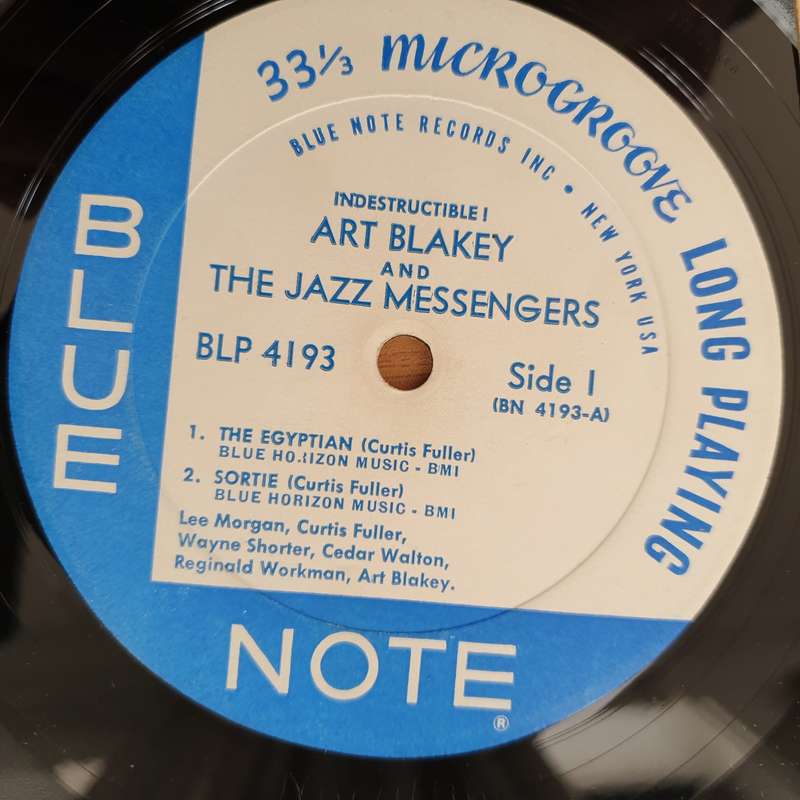 33⅓ MICROGROOVE LONG PLAYING
BLUE NOTE RECORDS INC • NEW YORK USA
INDESTRUCTIBLE!
ART BLAKEY
AND
THE JAZZ MESSENGERS
BLP 4193
Side 1
(BN 4193-A)
1. THE EGYPTIAN (Curtis Fuller)
BLUE HORIZON MUSIC - BMI
2. SORTIE (Curtis Fuller)
BLUE HORIZON MUSIC - BMI
Lee Morgan, Curtis Fuller,
Wayne Shorter, Cedar Walton,
Reginald Workman, Art Blakey.
BLUE
NOTE®